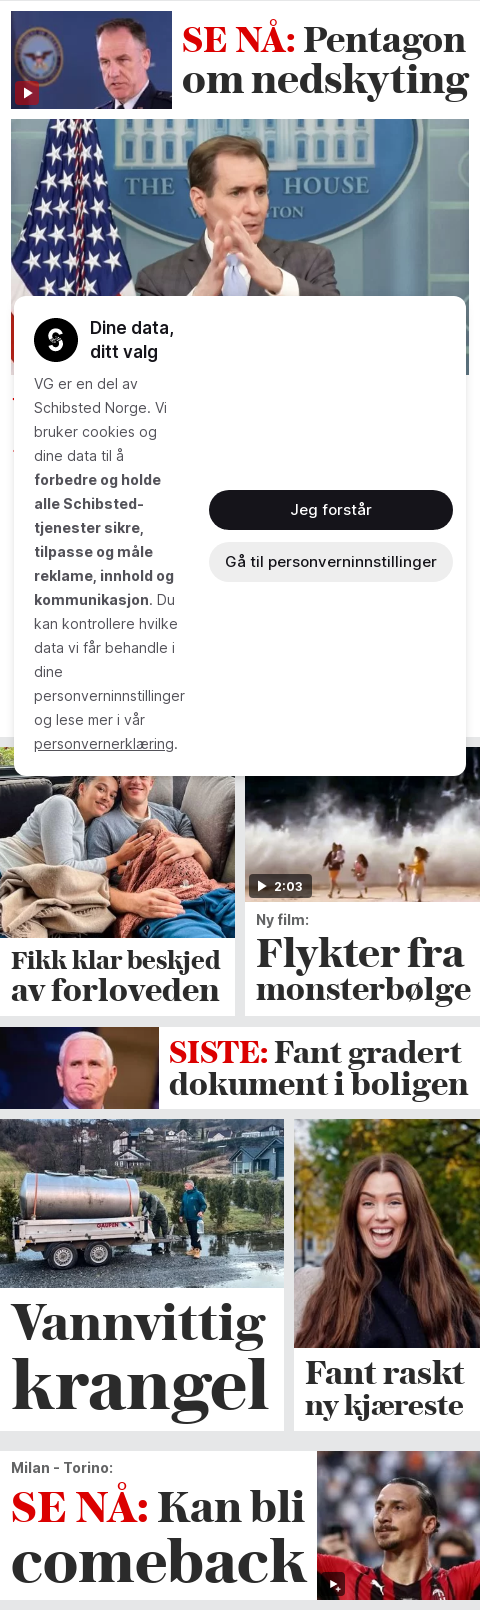 SE NÅ: Pentagon
om nedskyting
THE WHITE HOUSE
WASHINGTON
Dine data,
ditt valg
VG er en del av
Schibsted Norge. Vi
bruker cookies og
dine data til å
forbedre og holde
alle Schibsted-
tjenester sikre,
tilpasse og måle
reklame, innhold og
kommunikasjon. Du
kan kontrollere hvilke
data vi får behandle i
dine
personverninnstillinger
og lese mer i vår
personvernerklæring.
Jeg forstår
Gå til personverninnstillinger
2:03
Fikk klar beskjed
av forloveden
Ny film:
Flykter fra
monsterbølge
SISTE: Fant gradert
dokument i boligen
GAUPEN
Vannvittig
krangel
Fant raskt
ny kjæreste
Milan - Torino:
SE NÅ: Kan bli
comeback